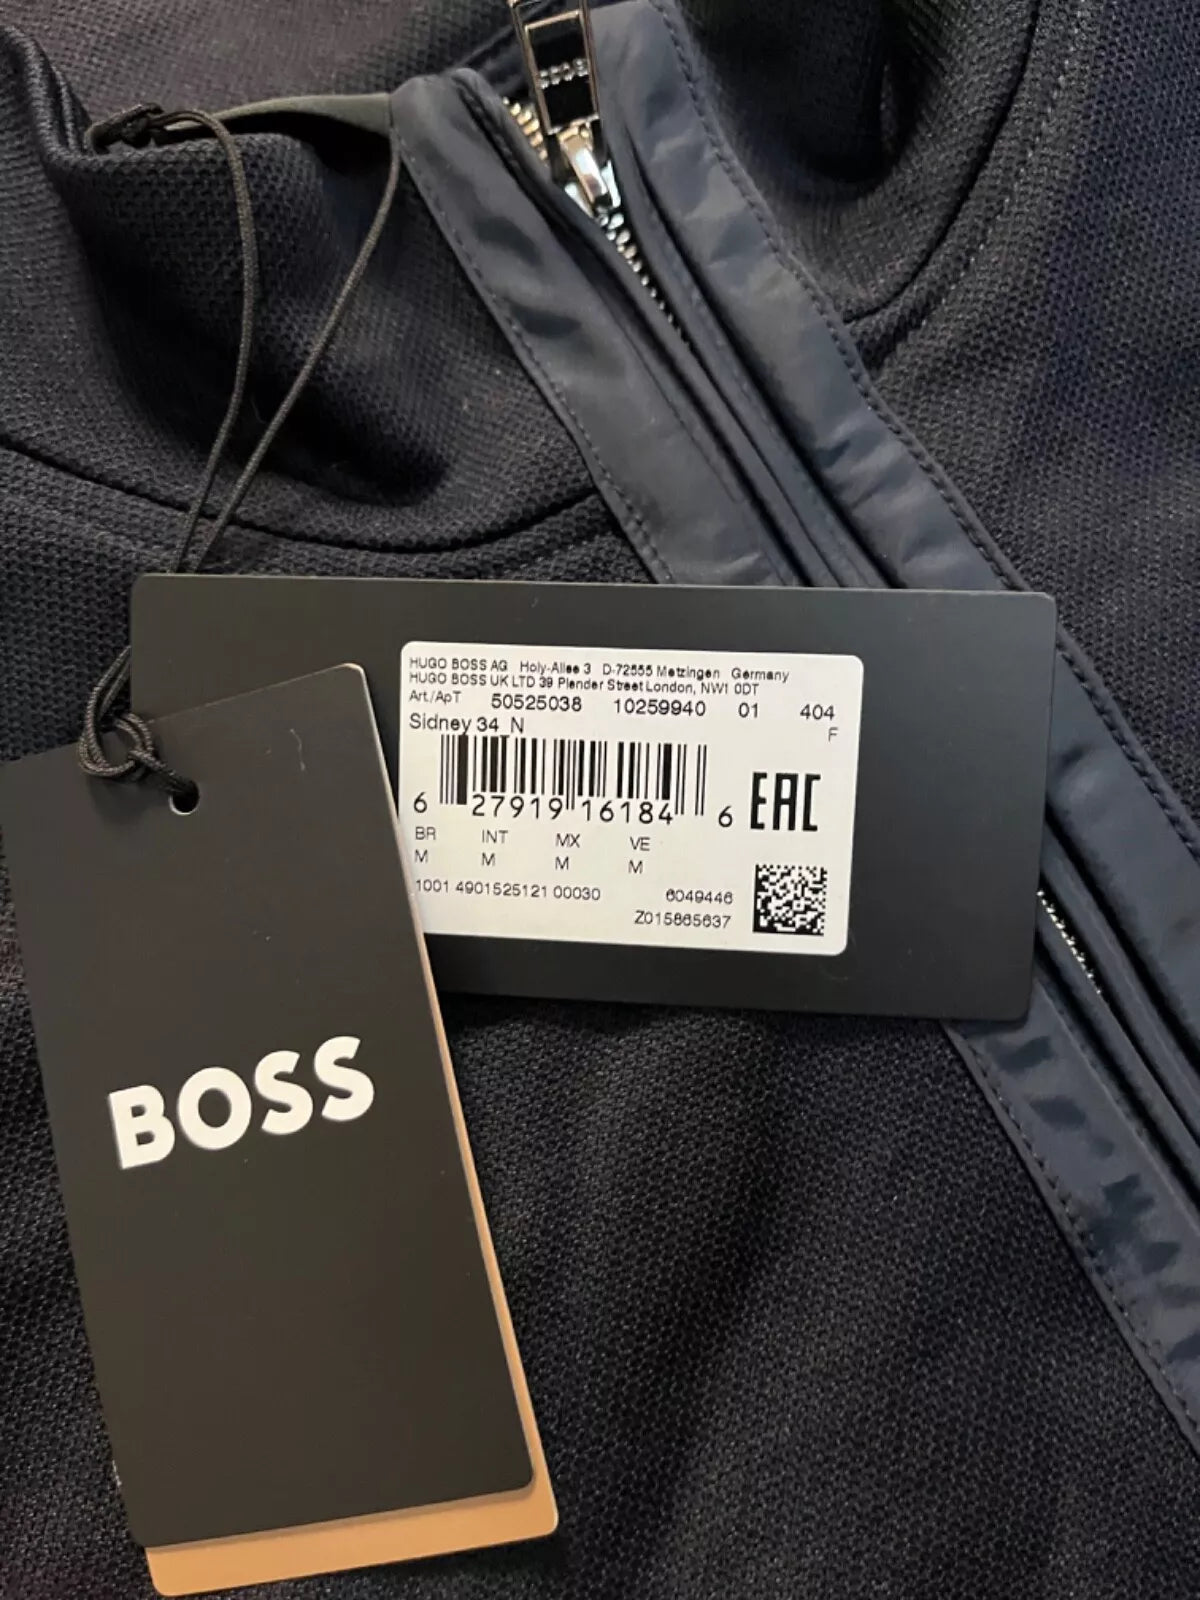 BOSS
HUGO BOSS AG Holy-Allee 3 D-72555 Metzingen Germany
HUGO BOSS UK LTD 39 Plender Street London, NW1 0DT
Art./ApT 50525038 10259940 01 404
Sidney 34 N F
6 27919 16184 6 EAC
BR INT MX VE
M M M M
1001 4901525121 00030 6049446
Z015865637
BOSS